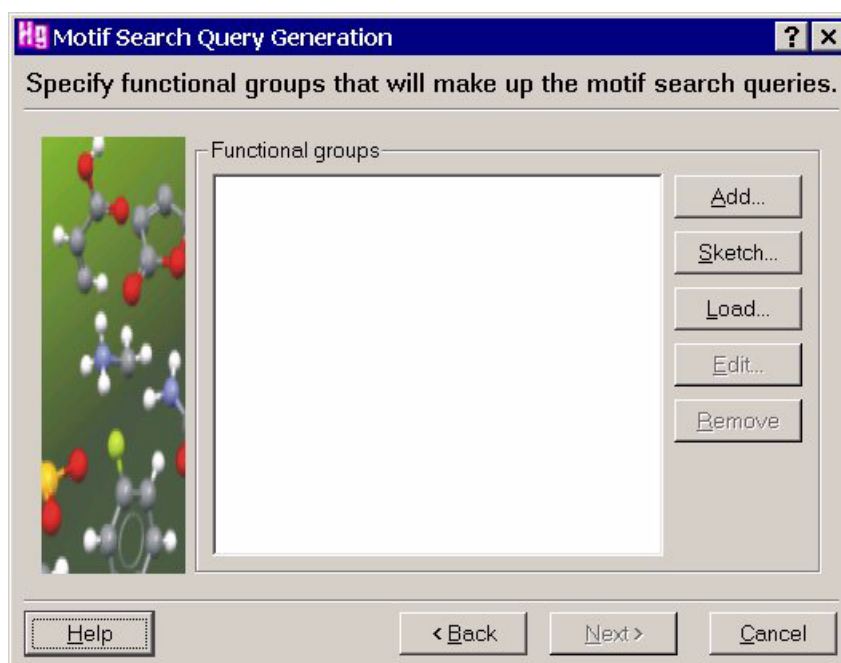 Hg Motif Search Query Generation
? ×
Specify functional groups that will make up the motif search queries.
Functional groups
Add...
Sketch...
Load...
Edit...
Remove
Help
< Back
Next >
Cancel